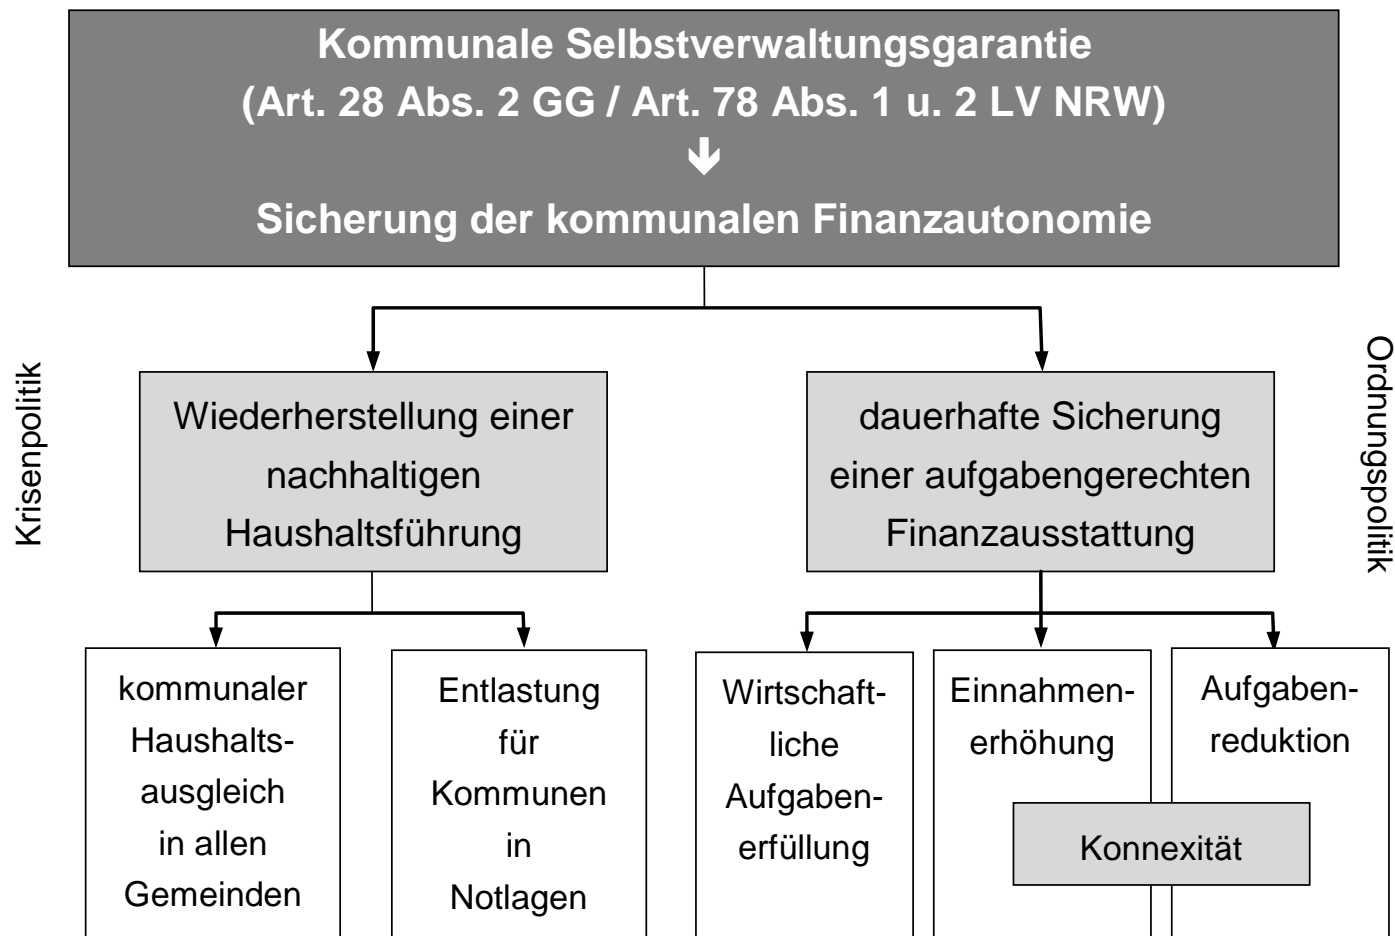 Kommunale Selbstverwaltungsgarantie
(Art. 28 Abs. 2 GG / Art. 78 Abs. 1 u. 2 LV NRW)
Sicherung der kommunalen Finanzautonomie
Krisenpolitik
Wiederherstellung einer
nachhaltigen
Haushaltsführung
dauerhafte Sicherung
einer aufgabengerechten
Finanzausstattung
Ordnungspolitik
kommunaler
Haushalts-
ausgleich
in allen
Gemeinden
Entlastung
für
Kommunen
in
Notlagen
Wirtschaft-
liche
Aufgaben-
erfüllung
Einnahmen-
erhöhung
Aufgaben-
reduktion
Konnexität